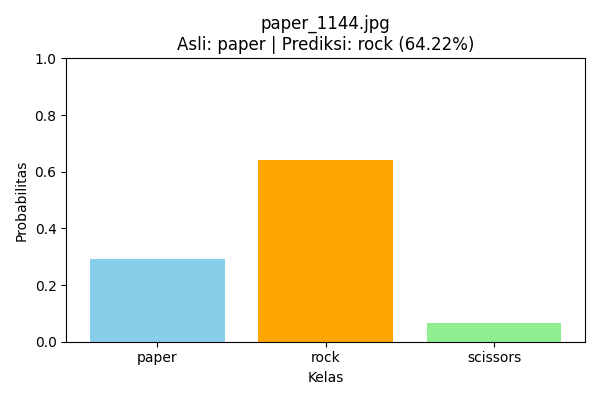 paper_1144.jpg
Asli: paper | Prediksi: rock (64.22%)
1.0
0.8
0.6
0.4
0.2
0.0
Probabilitas
paper rock scissors
Kelas